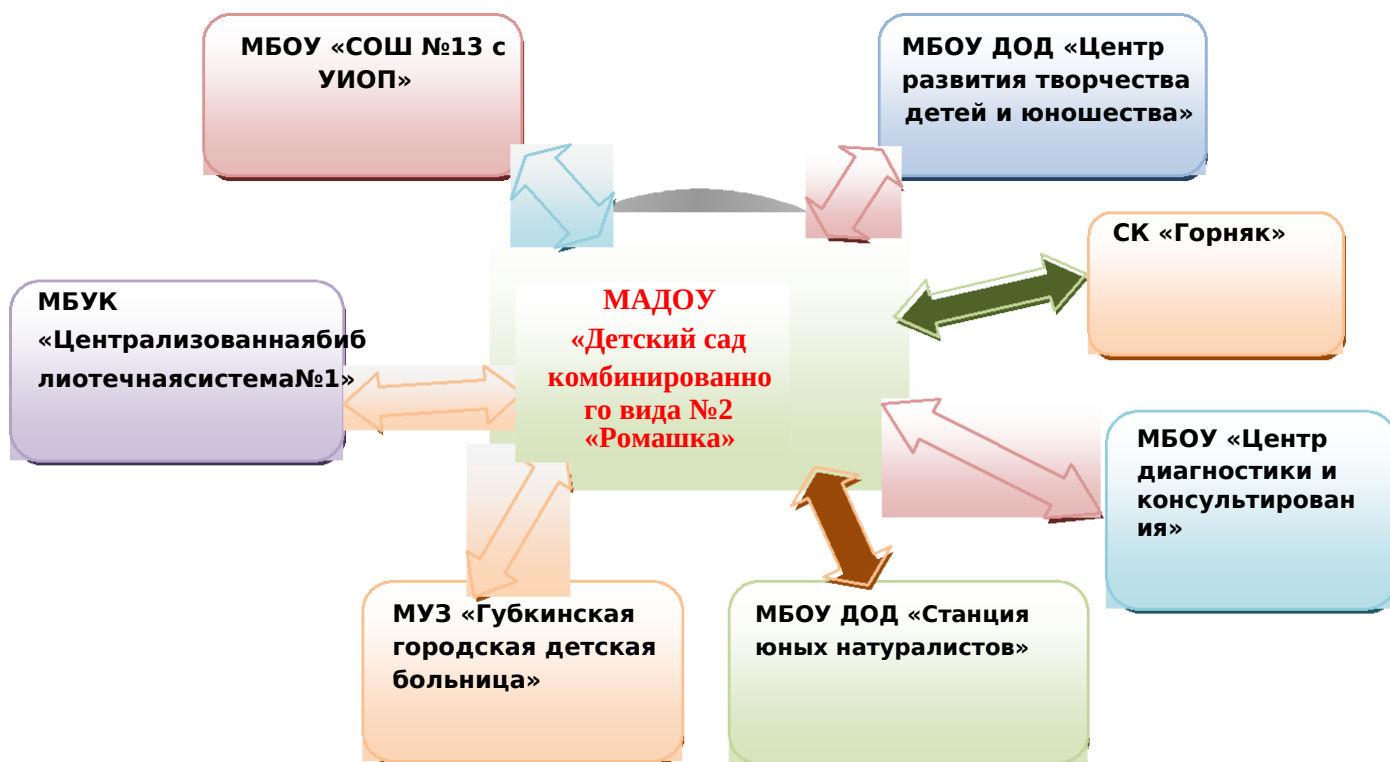 МБОУ «СОШ №13 с
УИОП»
МБОУ ДОД «Центр
развития творчества
детей и юношества»
СК «Горняк»
МБУК
«Централизованнаябиб
лиотечнаясистема№1»
МАДОУ
«Детский сад
комбинированно
го вида №2
«Ромашка»
МБОУ «Центр
диагностики и
консультирован
ия»
МУЗ «Губкинская
городская детская
больница»
МБОУ ДОД «Станция
юных натуралистов»